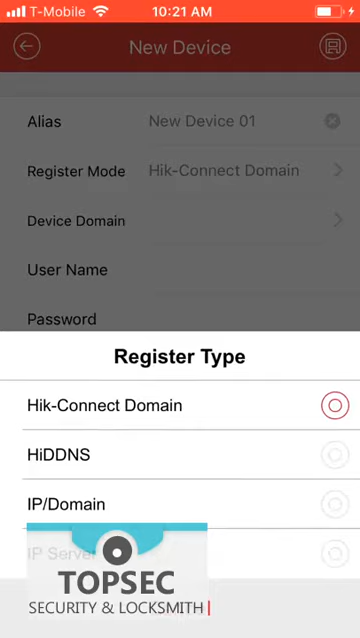 T-Mobile 10:21 AM
New Device
Alias New Device 01
Register Mode Hik-Connect Domain
Device Domain
User Name
Password
Register Type
Hik-Connect Domain
HiDDNS
IP/Domain
IP Server
TOPSEC
SECURITY & LOCKSMITH